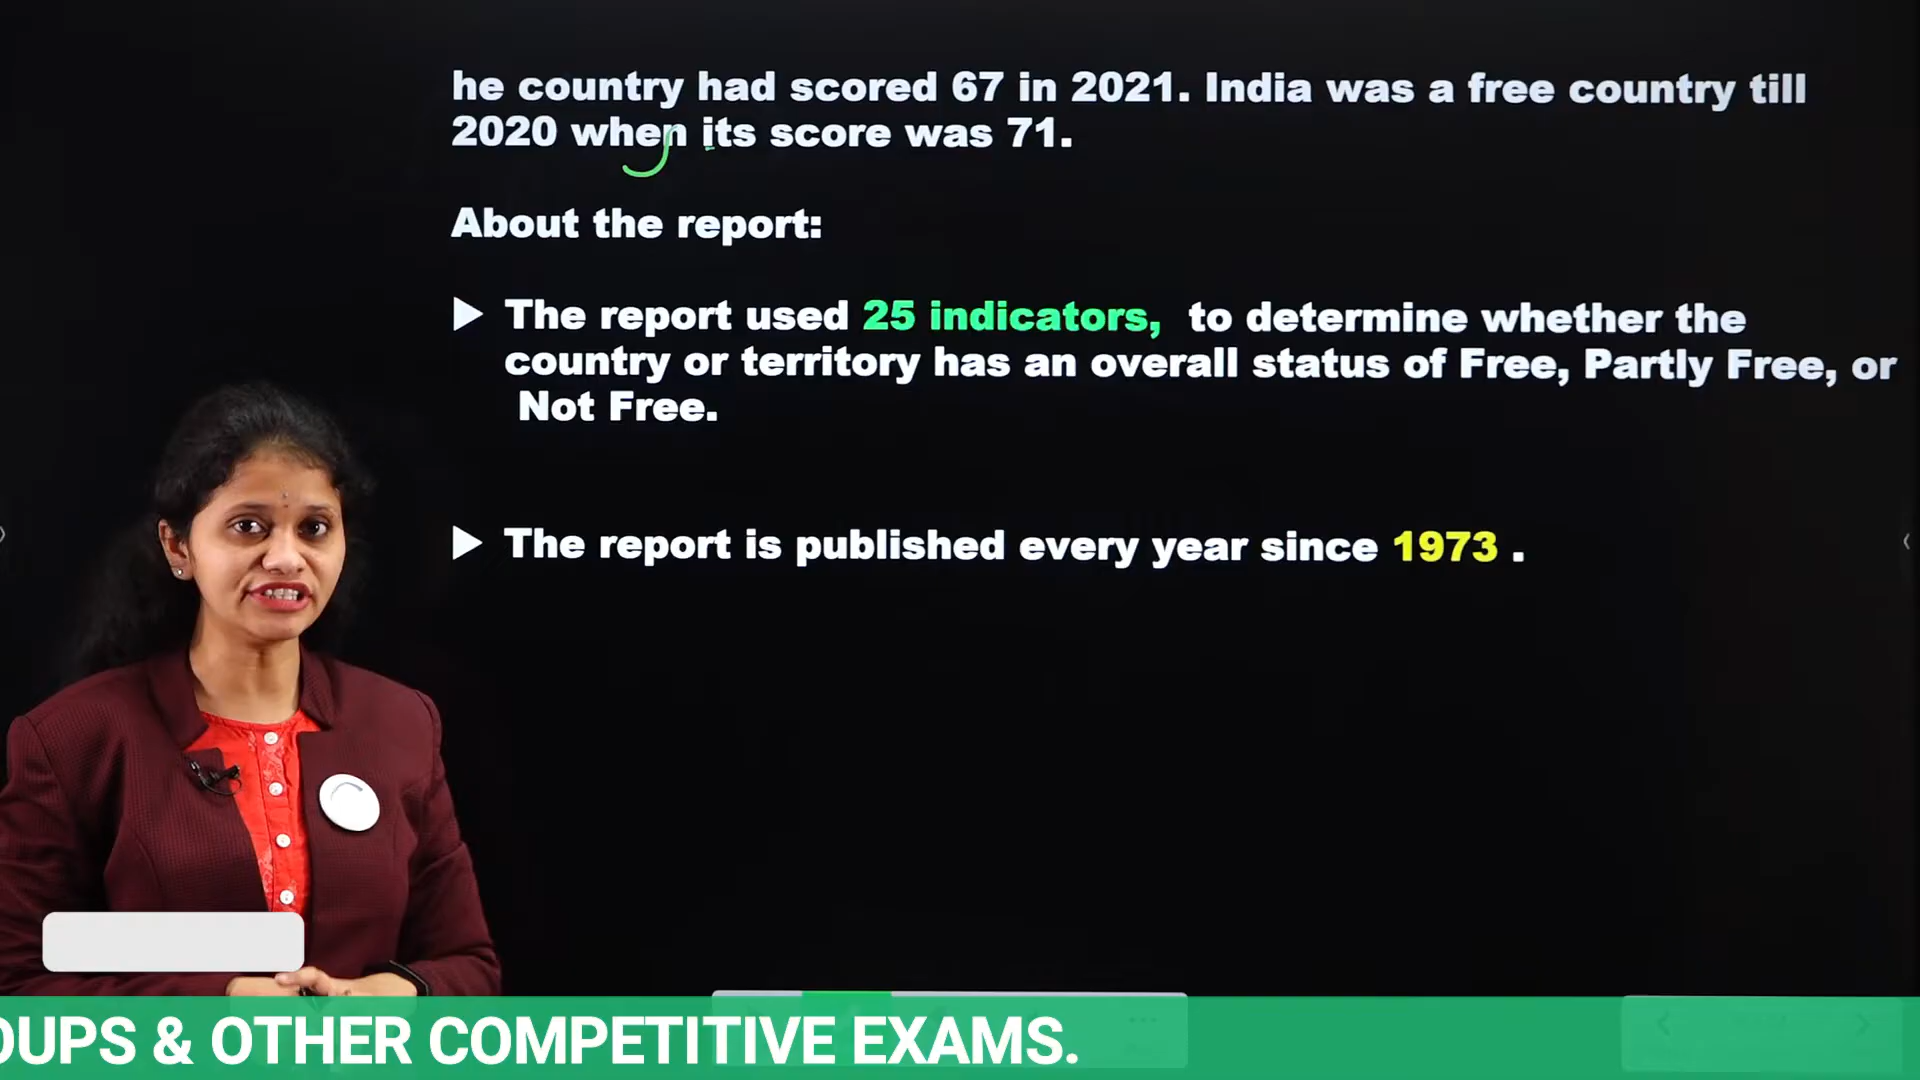 he country had scored 67 in 2021. India was a free country till
2020 when its score was 71.
About the report:
The report used 25 indicators, to determine whether the
country or territory has an overall status of Free, Partly Free, or
Not Free.
The report is published every year since 1973 .
OUPS & OTHER COMPETITIVE EXAMS.